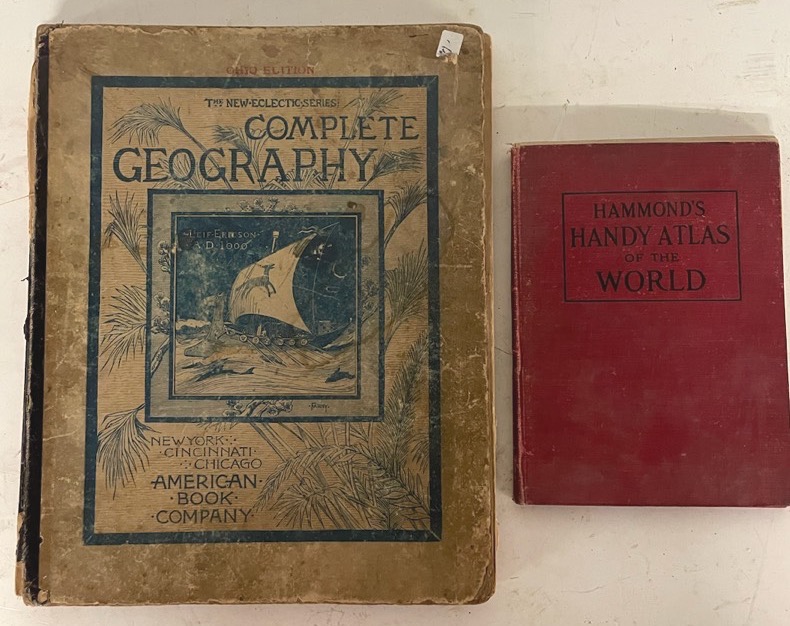 OHIO EDITION
THE NEW·ECLECTIC·SERIES
COMPLETE
GEOGRAPHY
LEIF·ERICSON
A.D·1000
NEW YORK
CINCINNATI
CHICAGO
AMERICAN
BOOK
COMPANY
HAMMOND'S
HANDY ATLAS
OF THE
WORLD